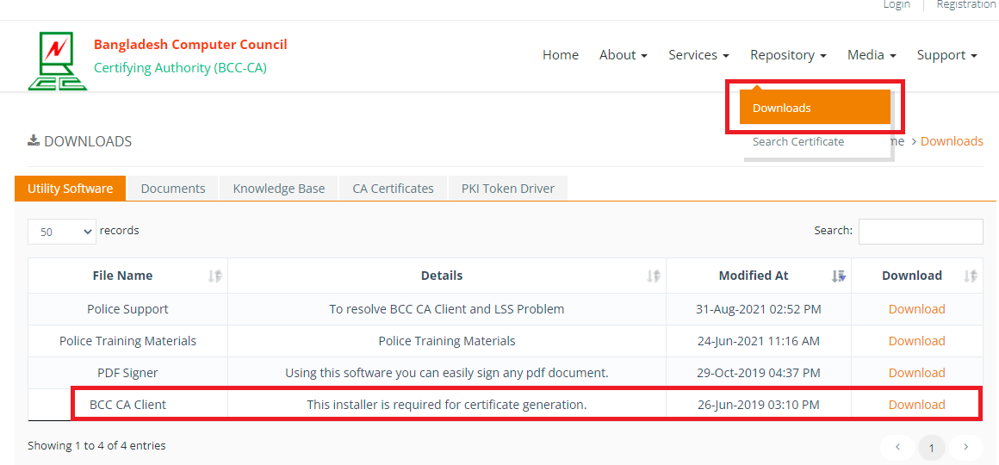 Login Registration
Bangladesh Computer Council
Certifying Authority (BCC-CA)
Home About Services Repository Media Support
Downloads
Search Certificate
DOWNLOADS
me > Downloads
Utility Software Documents Knowledge Base CA Certificates PKI Token Driver
50 records Search:
File Name Details Modified At Download
Police Support To resolve BCC CA Client and LSS Problem 31-Aug-2021 02:52 PM Download
Police Training Materials Police Training Materials 24-Jun-2021 11:16 AM Download
PDF Signer Using this software you can easily sign any pdf document. 29-Oct-2019 04:37 PM Download
BCC CA Client This installer is required for certificate generation. 26-Jun-2019 03:10 PM Download
Showing 1 to 4 of 4 entries
‹ 1 ›